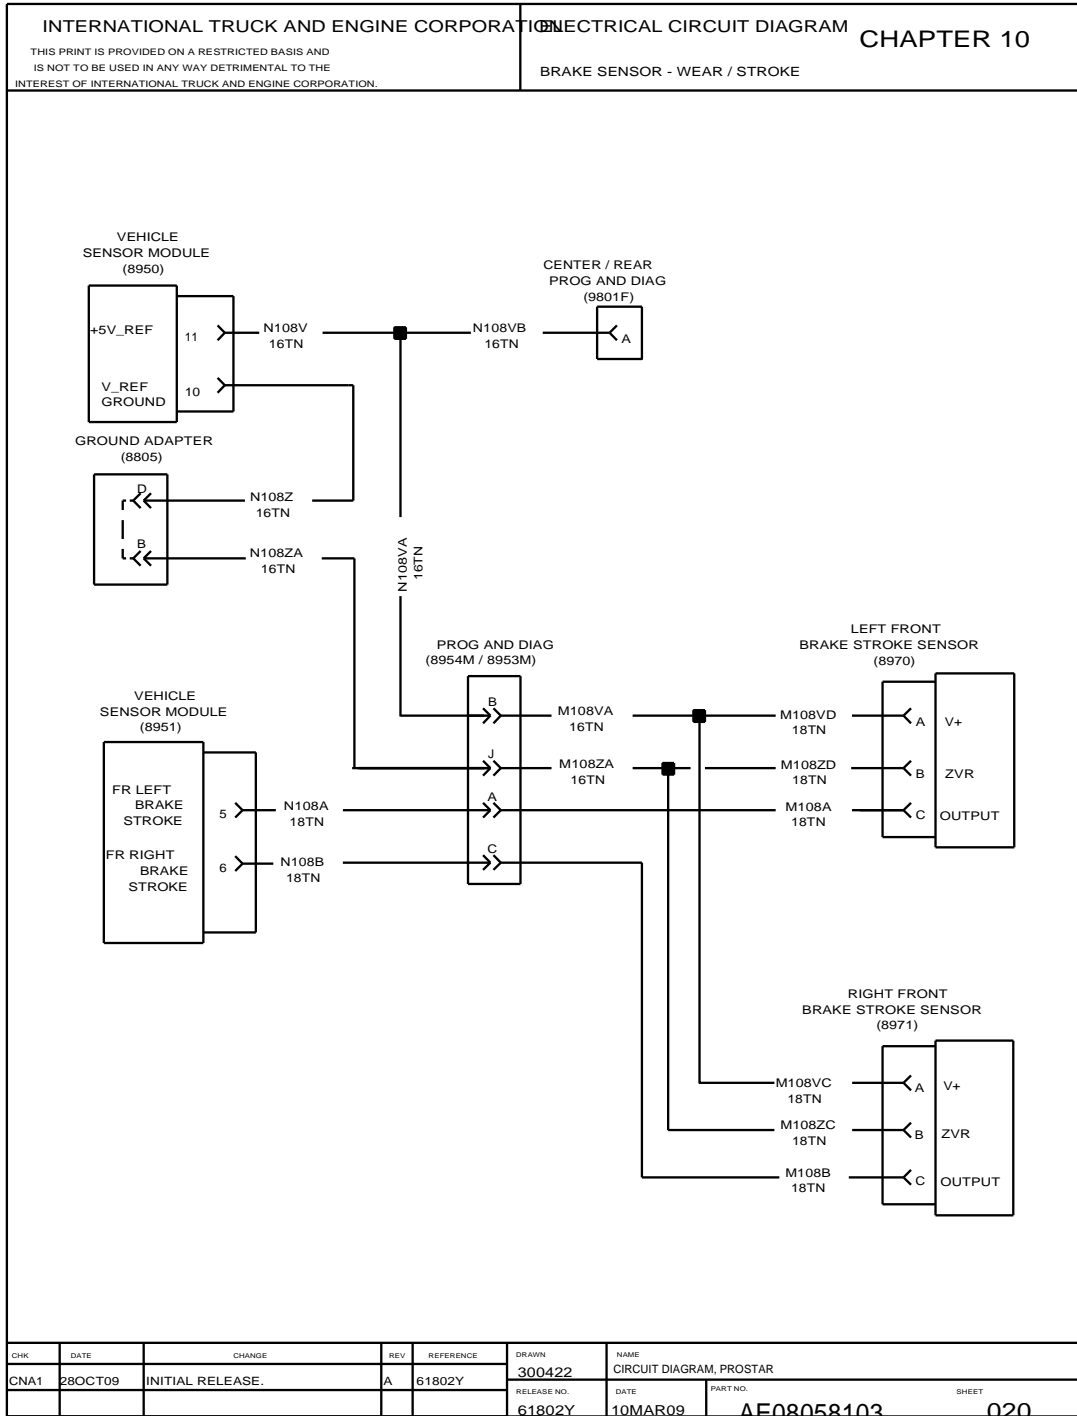 INTERNATIONAL TRUCK AND ENGINE CORPORATION
THIS PRINT IS PROVIDED ON A RESTRICTED BASIS AND
IS NOT TO BE USED IN ANY WAY DETRIMENTAL TO THE
INTEREST OF INTERNATIONAL TRUCK AND ENGINE CORPORATION.
ELECTRICAL CIRCUIT DIAGRAM
CHAPTER 10
BRAKE SENSOR - WEAR / STROKE
VEHICLE
SENSOR MODULE
(8950)
+5V_REF
11
V_REF
GROUND
10
N108V
16TN
N108VB
16TN
CENTER / REAR
PROG AND DIAG
(9801F)
A
GROUND ADAPTER
(8805)
D
B
N108Z
16TN
N108ZA
16TN
N108VA
16TN
PROG AND DIAG
(8954M / 8953M)
B
J
A
C
VEHICLE
SENSOR MODULE
(8951)
FR LEFT
BRAKE
STROKE
5
FR RIGHT
BRAKE
STROKE
6
N108A
18TN
N108B
18TN
M108VA
16TN
M108ZA
16TN
LEFT FRONT
BRAKE STROKE SENSOR
(8970)
M108VD
18TN
A
V+
M108ZD
18TN
B
ZVR
M108A
18TN
C
OUTPUT
RIGHT FRONT
BRAKE STROKE SENSOR
(8971)
M108VC
18TN
A
V+
M108ZC
18TN
B
ZVR
M108B
18TN
C
OUTPUT
CHK DATE CHANGE REV REFERENCE
CNA1 28OCT09 INITIAL RELEASE. A 61802Y
DRAWN
300422
NAME
CIRCUIT DIAGRAM, PROSTAR
RELEASE NO.
61802Y
DATE
10MAR09
PART NO.
AE08058103
SHEET
020